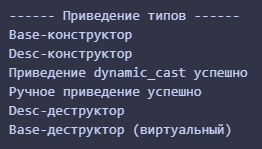 ------ Приведение типов ------
Base-конструктор
Desc-конструктор
Приведение dynamic_cast успешно
Ручное приведение успешно
Desc-деструктор
Base-деструктор (виртуальный)